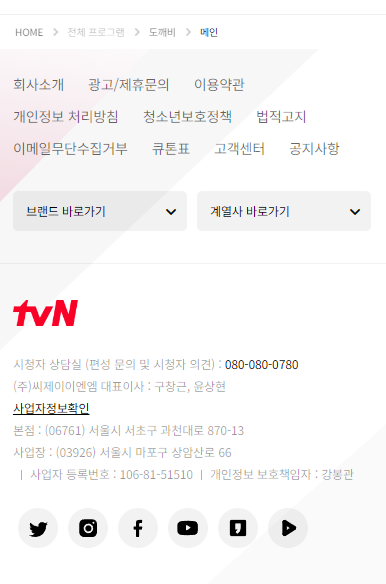 HOME > 전체 프로그램 > 도깨비 > 메인
회사소개 광고/제휴문의 이용약관
개인정보 처리방침 청소년보호정책 법적고지
이메일무단수집거부 큐톤표 고객센터 공지사항
브랜드 바로가기 계열사 바로가기
tvN
시청자 상담실 (편성 문의 및 시청자 의견) : 080-080-0780
(주)씨제이이엔엠 대표이사 : 구창근, 윤상현
사업자정보확인
본점 : (06761) 서울시 서초구 과천대로 870-13
사업장 : (03926) 서울시 마포구 상암산로 66
| 사업자 등록번호 : 106-81-51510 | 개인정보 보호책임자 : 강봉관